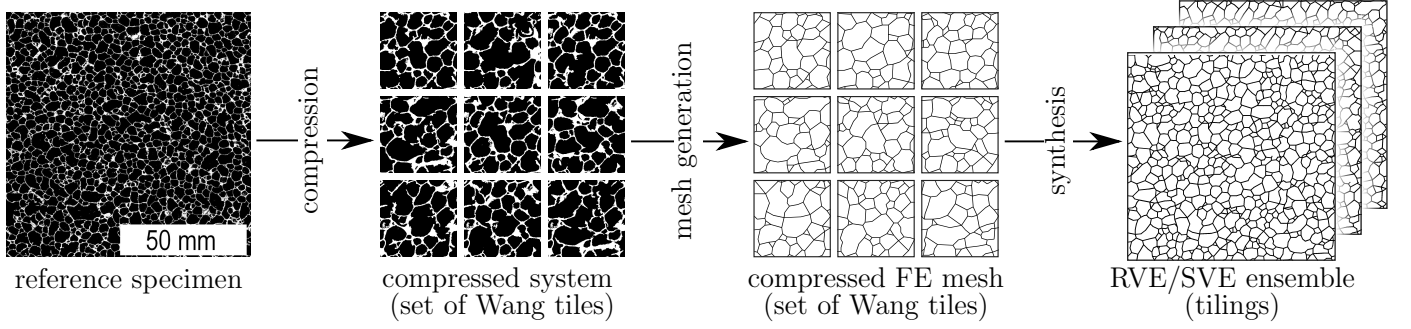 50 mm
reference specimen
compression
compressed system
(set of Wang tiles)
mesh generation
compressed FE mesh
(set of Wang tiles)
synthesis
RVE/SVE ensemble
(tilings)